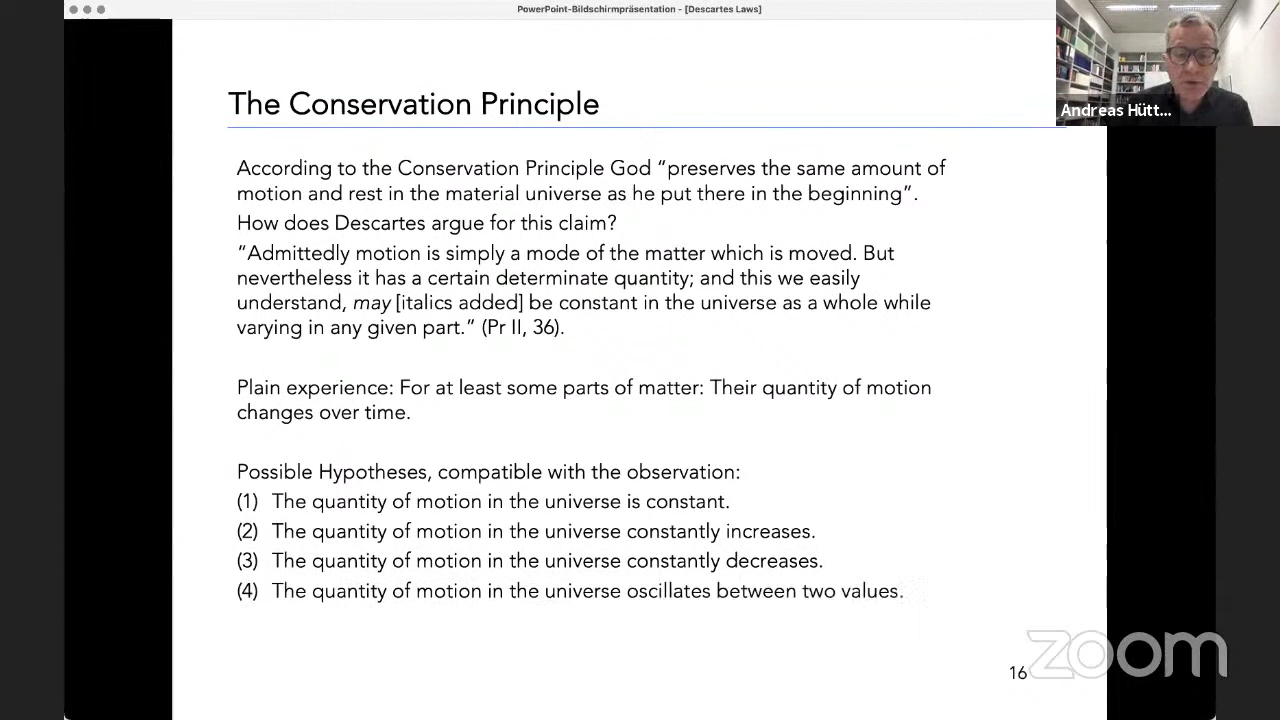 PowerPoint-Bildschirmpräsentation - [Descartes Laws]
The Conservation Principle
Andreas Hütt...
According to the Conservation Principle God “preserves the same amount of
motion and rest in the material universe as he put there in the beginning”.
How does Descartes argue for this claim?
“Admittedly motion is simply a mode of the matter which is moved. But
nevertheless it has a certain determinate quantity; and this we easily
understand, may [italics added] be constant in the universe as a whole while
varying in any given part.” (Pr II, 36).
Plain experience: For at least some parts of matter: Their quantity of motion
changes over time.
Possible Hypotheses, compatible with the observation:
(1) The quantity of motion in the universe is constant.
(2) The quantity of motion in the universe constantly increases.
(3) The quantity of motion in the universe constantly decreases.
(4) The quantity of motion in the universe oscillates between two values.
zoom
16